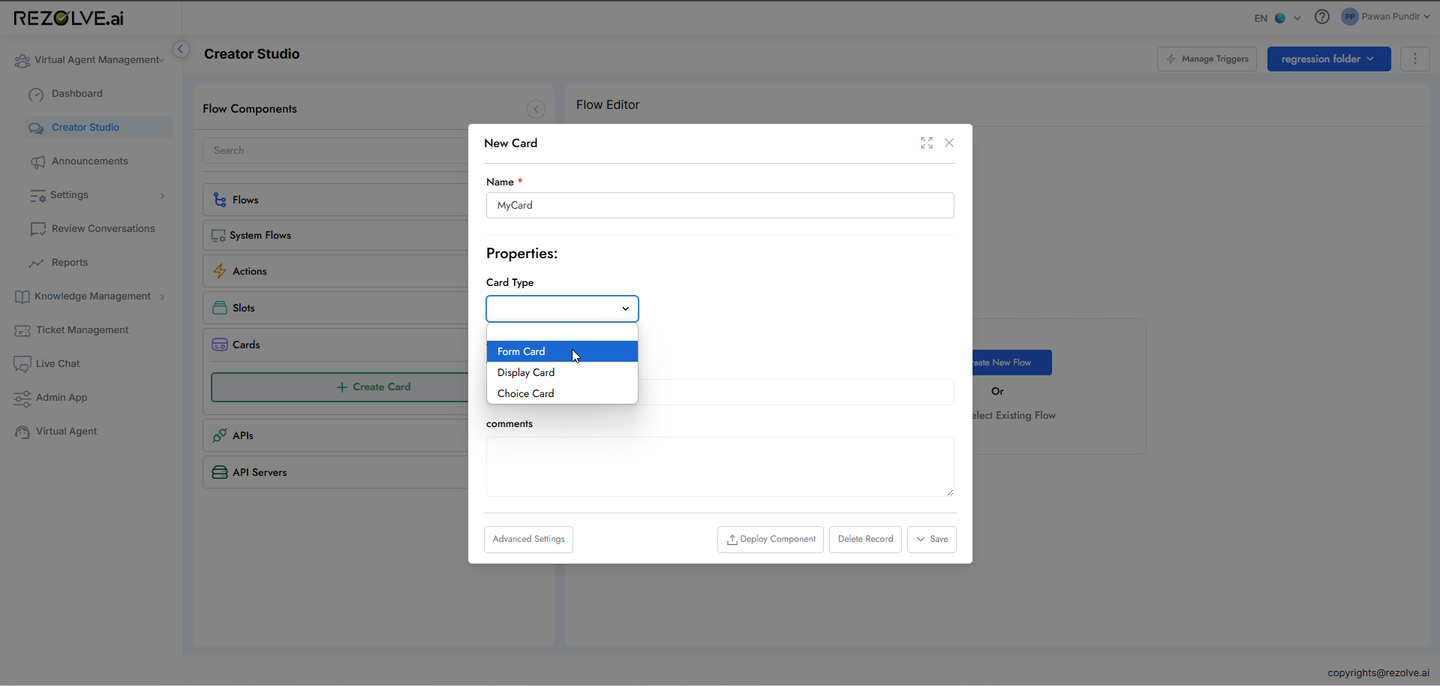 REZOLVE.ai
EN
PP
Pawan Pundir
Virtual Agent Management
Dashboard
Creator Studio
Announcements
Settings
Review Conversations
Reports
Knowledge Management
Ticket Management
Live Chat
Admin App
Virtual Agent
Creator Studio
Manage Triggers
regression folder
Flow Components
Search
Flows
System Flows
Actions
Slots
Cards
+ Create Card
APIs
API Servers
Flow Editor
New Card
Name *
MyCard
Properties:
Card Type
Form Card
Display Card
Choice Card
comments
Advanced Settings
Deploy Component
Delete Record
Save
New Flow
Or
Existing Flow
copyrights@rezolve.ai